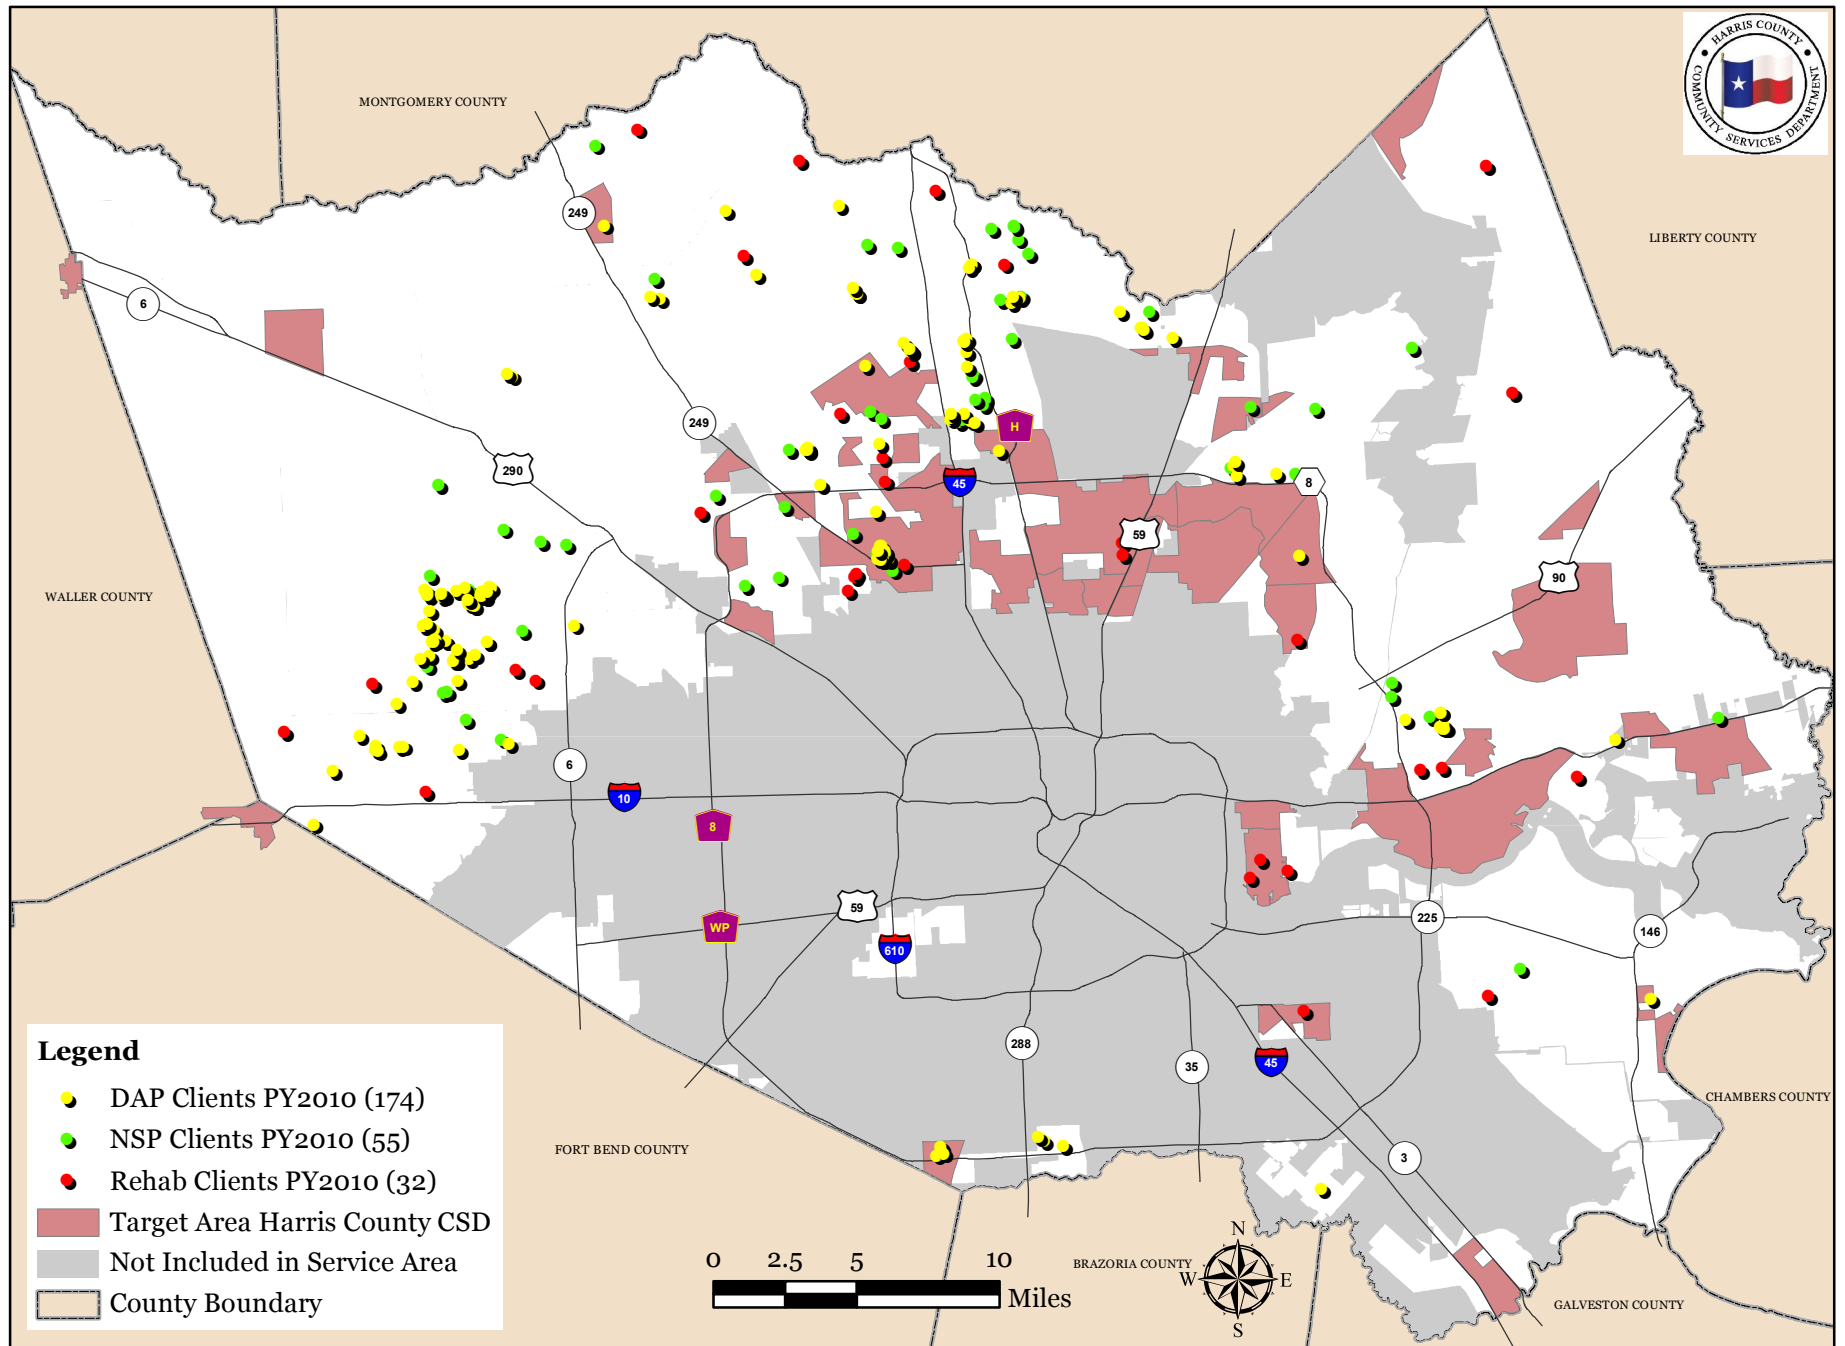 HARRIS COUNTY
COMMUNITY SERVICES DEPARTMENT
MONTGOMERY COUNTY
LIBERTY COUNTY
WALLER COUNTY
FORT BEND COUNTY
BRAZORIA COUNTY
CHAMBERS COUNTY
GALVESTON COUNTY
249
6
249
290
H
45
8
59
90
6
10
8
59
WP
610
225
146
288
35
45
3
Legend
DAP Clients PY2010 (174)
NSP Clients PY2010 (55)
Rehab Clients PY2010 (32)
Target Area Harris County CSD
Not Included in Service Area
County Boundary
0 2.5 5 10
Miles
N
W E
S